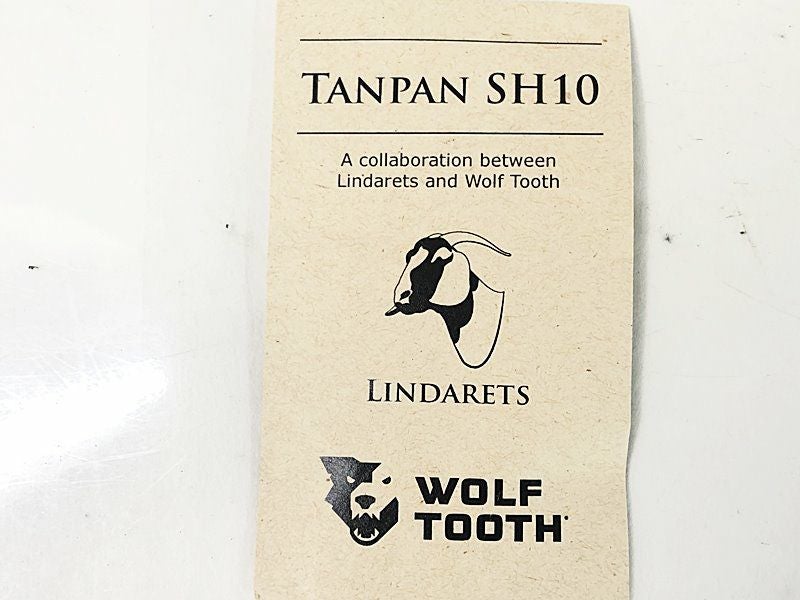 TANPAN SH10
A collaboration between
Lindarets and Wolf Tooth
LINDARETS
WOLF
TOOTH